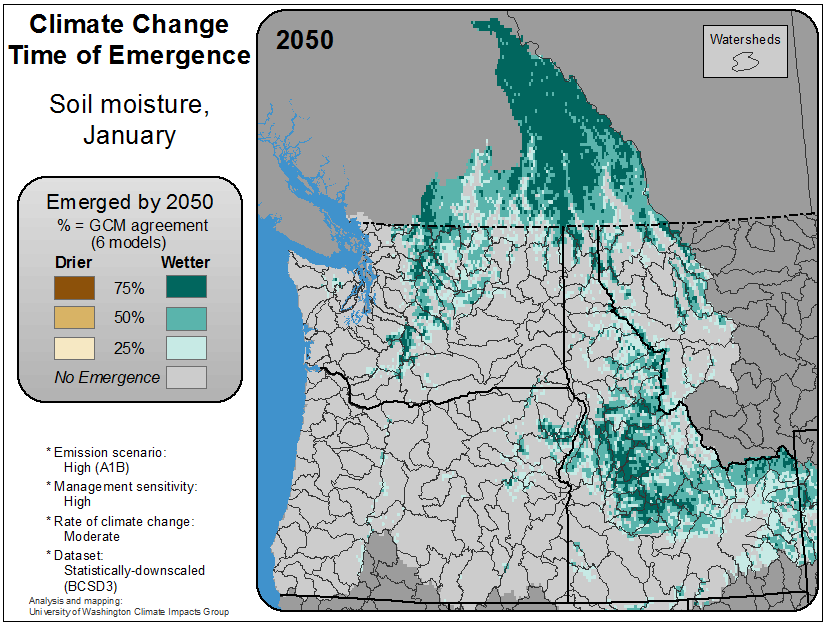 Climate Change
Time of Emergence
Soil moisture,
January
Emerged by 2050
% = GCM agreement
(6 models)
Drier Wetter
75%
50%
25%
No Emergence
* Emission scenario:
High (A1B)
* Management sensitivity:
High
* Rate of climate change:
Moderate
* Dataset:
Statistically-downscaled
(BCSD3)
Analysis and mapping:
University of Washington Climate Impacts Group
2050
Watersheds